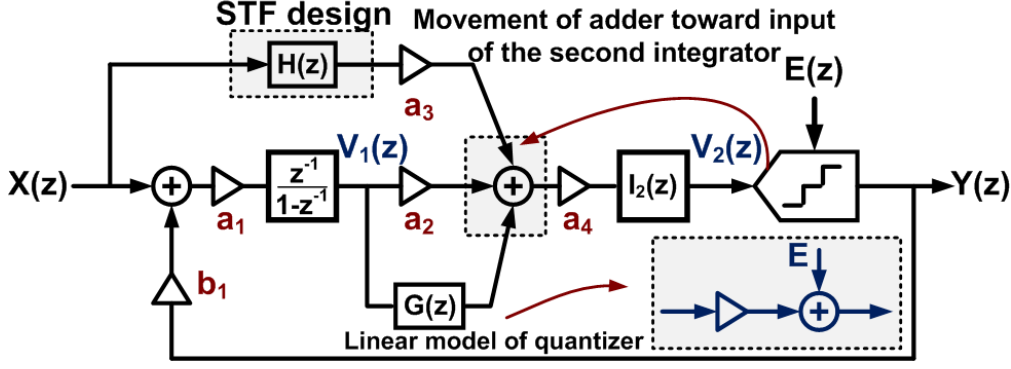 STF design
Movement of adder toward input
of the second integrator
H(z)
E(z)
a3
V1(z)
V2(z)
X(z)
+
a1
z-1
1-z-1
a2
+
a4
I2(z)
Y(z)
b1
G(z)
E
+
Linear model of quantizer